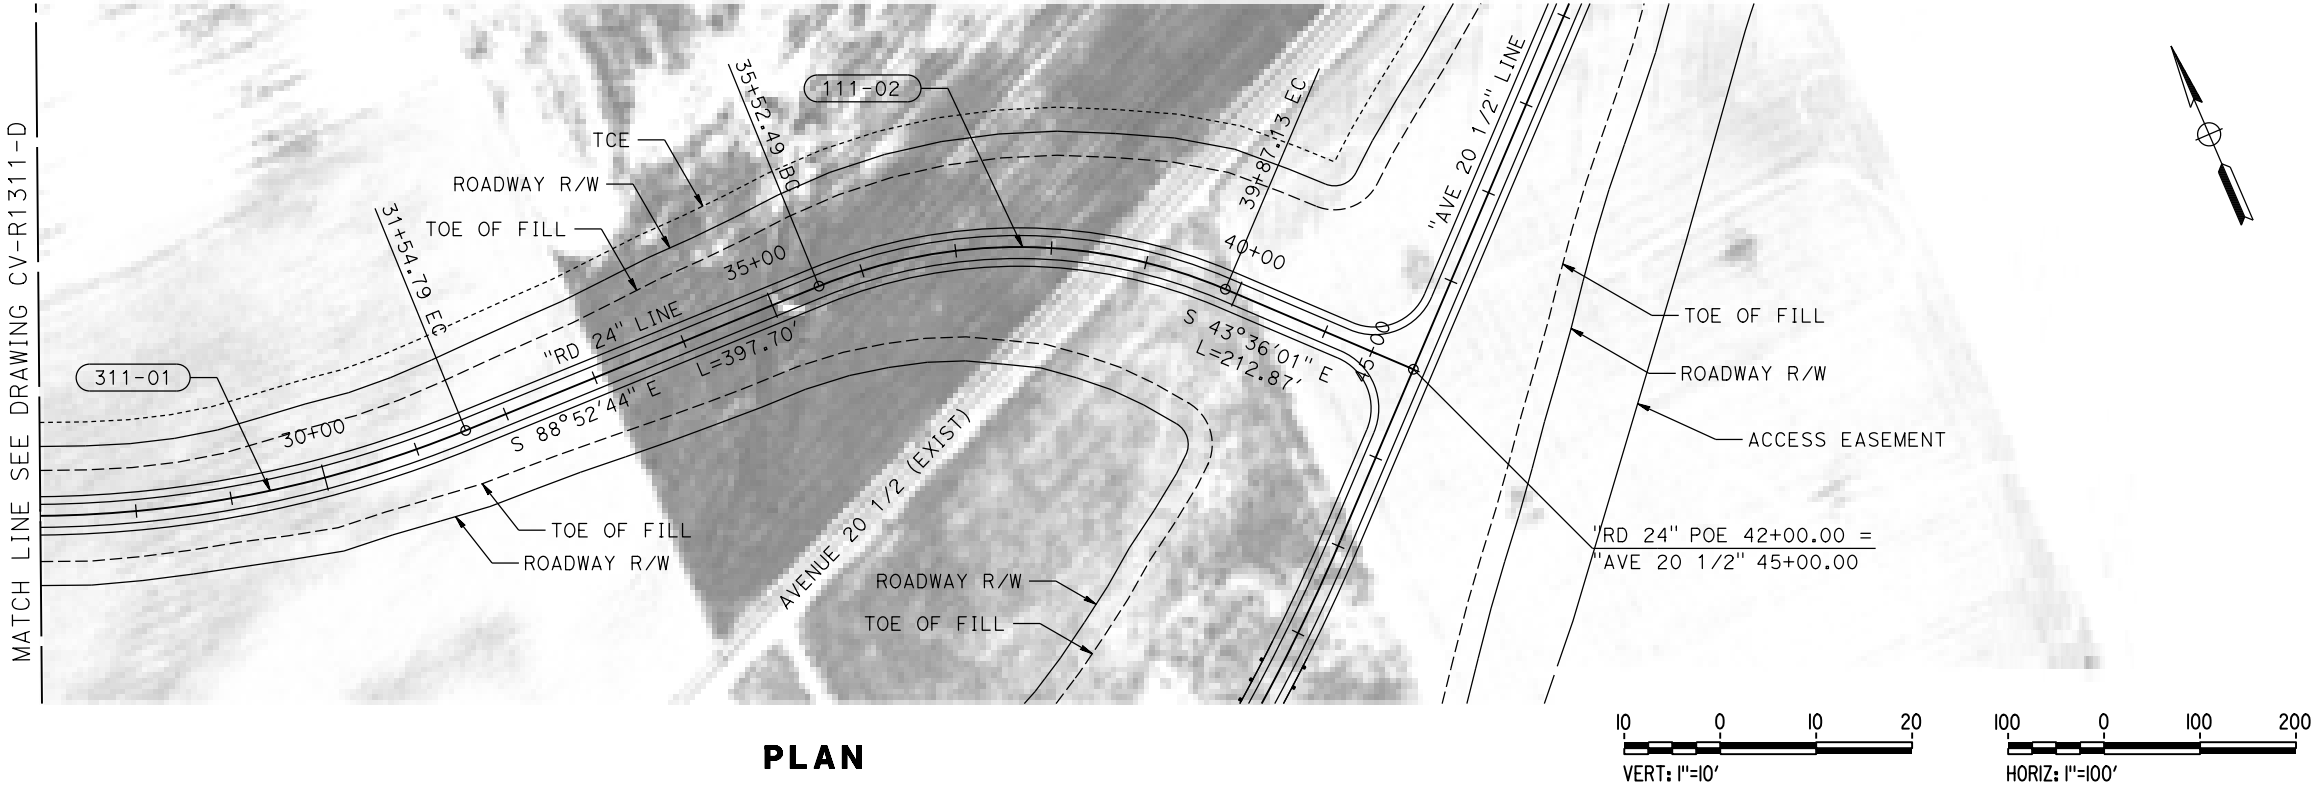 MATCH LINE SEE DRAWING CV-R1311-D
311-01
30+00
31+54.79 EC
TOE OF FILL
ROADWAY R/W
TCE
35+52.49 BC
111-02
"RD 24" LINE
35+00
S 88°52'44" E
L=397.70'
TOE OF FILL
ROADWAY R/W
39+87.13 EC
40+00
S 43°36'01" E
L=212.87'
45+00
"AVE 20 1/2" LINE
AVENUE 20 1/2 (EXIST)
ROADWAY R/W
TOE OF FILL
TOE OF FILL
ROADWAY R/W
ACCESS EASEMENT
"RD 24" POE 42+00.00 =
"AVE 20 1/2" 45+00.00
PLAN
10 0 10 20
VERT: 1"=10'
100 0 100 200
HORIZ: 1"=100'